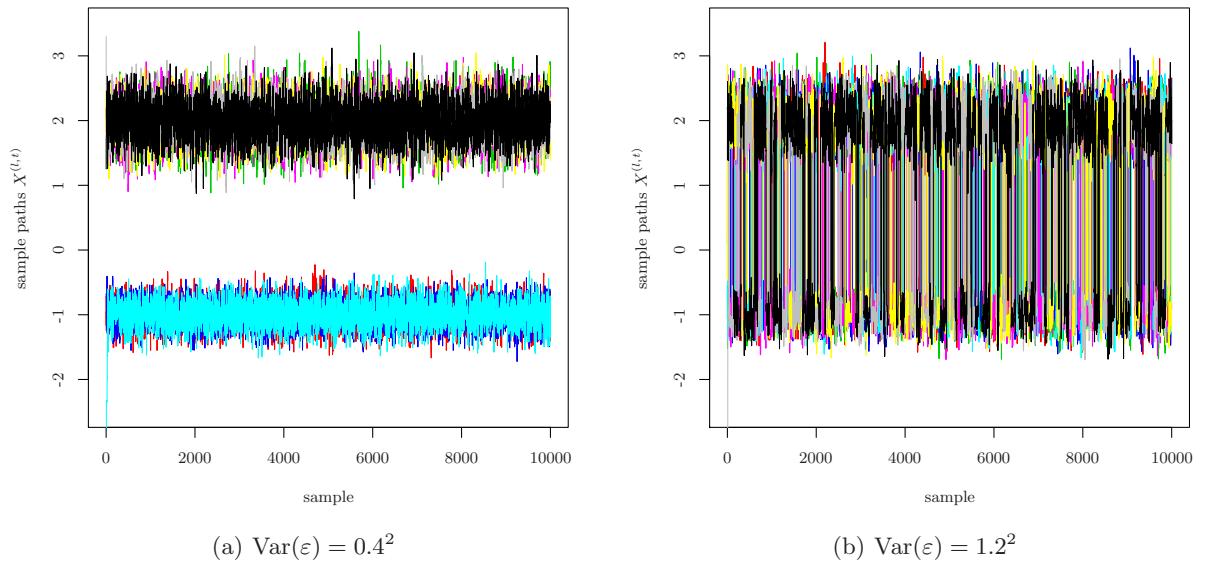 3
2
1
0
-1
-2
sample paths X^{(l,t)}
0 2000 4000 6000 8000 10000
sample
(a) Var(ε) = 0.4²
3
2
1
0
-1
-2
sample paths X^{(l,t)}
0 2000 4000 6000 8000 10000
sample
(b) Var(ε) = 1.2²